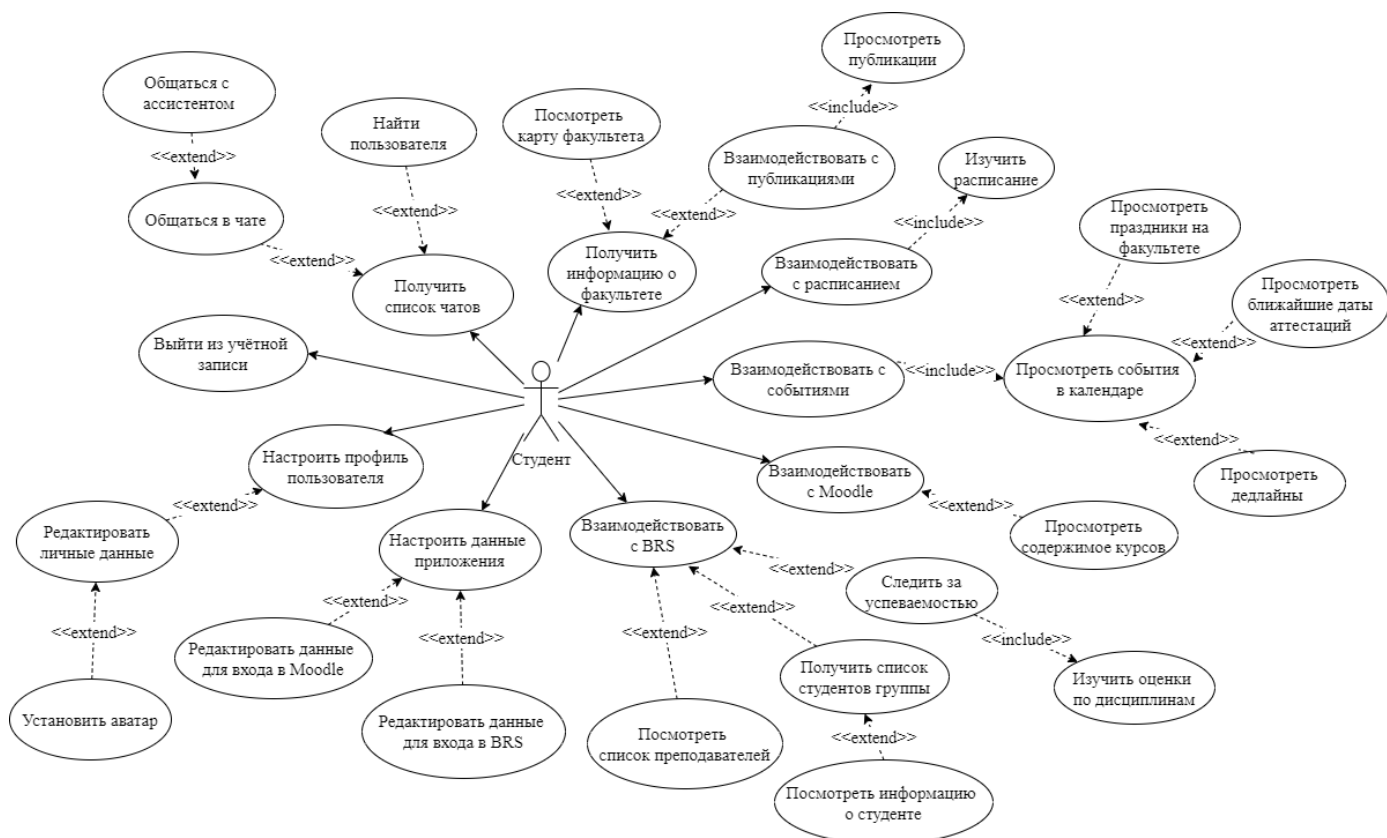 Просмотреть
публикации
<<include>>
Общаться с
ассистентом
<<extend>>
Найти
пользователя
<<extend>>
Посмотреть
карту факультета
<<extend>>
Взаимодействовать с
публикациями
<<extend>>
Изучить
расписание
<<include>>
Общаться в чате
<<extend>>
Получить
список чатов
Получить
информацию о
факультете
Взаимодействовать
с расписанием
Просмотреть
праздники на
факультете
<<extend>>
Просмотреть
ближайшие даты
аттестаций
<<extend>>
Выйти из учётной
записи
Взаимодействовать с
событиями
<<include>>
Просмотреть события
в календаре
<<extend>>
Просмотреть
дедлайны
Студент
Настроить профиль
пользователя
<<extend>>
Взаимодействовать
с Moodle
<<extend>>
Просмотреть
содержимое курсов
Редактировать
личные данные
<<extend>>
Настроить данные
приложения
<<extend>>
<<extend>>
Взаимодействовать
с BRS
<<extend>>
<<extend>>
<<extend>>
Следить за
успеваемостью
<<include>>
Редактировать данные
для входа в Moodle
Получить список
студентов группы
<<extend>>
Изучить оценки
по дисциплинам
Установить аватар
Редактировать данные
для входа в BRS
Посмотреть
список преподавателей
Посмотреть информацию
о студенте